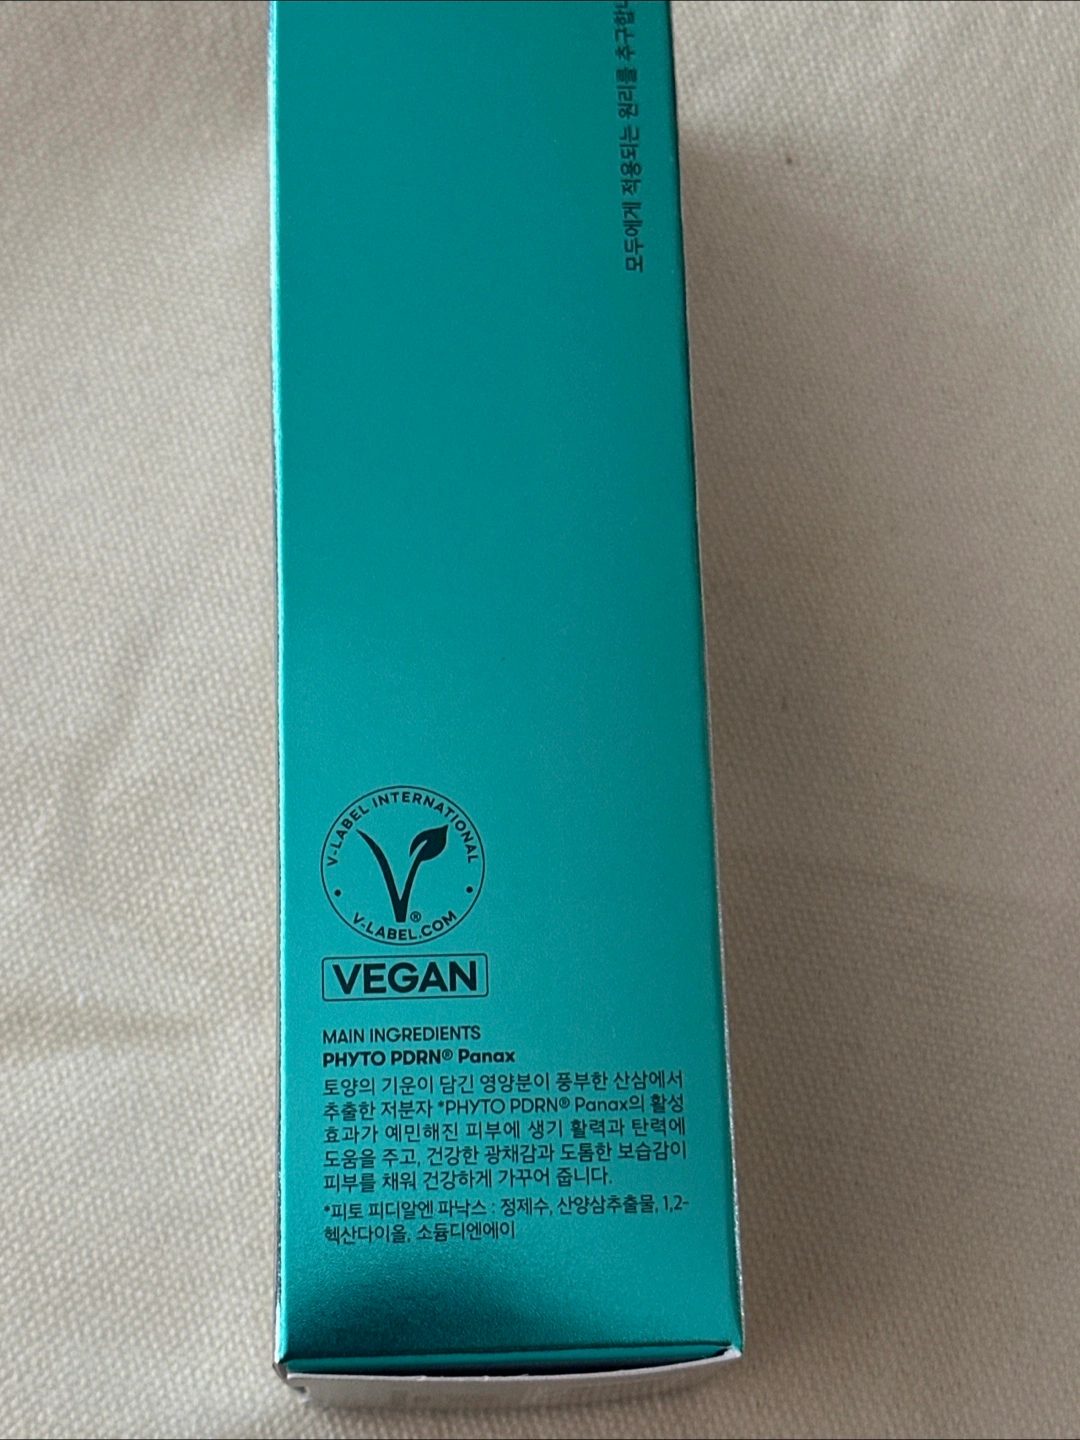 모두에게 적용되는 원리를 추구합니
V-LABEL INTERNATIONAL
V-LABEL.COM
®
VEGAN
MAIN INGREDIENTS
PHYTO PDRN® Panax
토양의 기운이 담긴 영양분이 풍부한 산삼에서
추출한 저분자 *PHYTO PDRN® Panax의 활성
효과가 예민해진 피부에 생기 활력과 탄력에
도움을 주고, 건강한 광채감과 도톰한 보습감이
피부를 채워 건강하게 가꾸어 줍니다.
*피토 피디알엔 파낙스 : 정제수, 산양삼추출물, 1,2-
헥산다이올, 소듐디엔에이